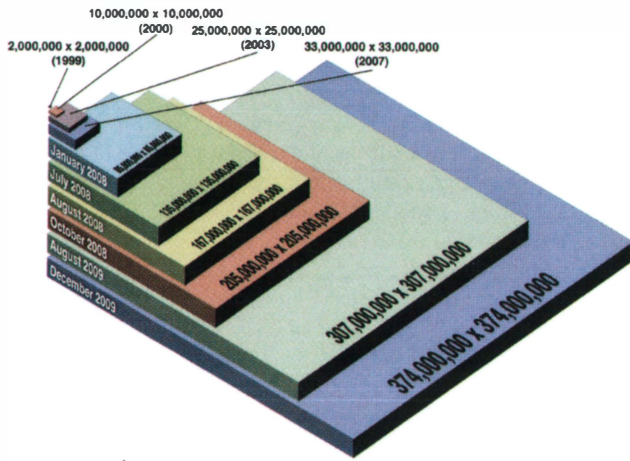 10,000,000 x 10,000,000
(2000)
25,000,000 x 25,000,000
(2003)
33,000,000 x 33,000,000
(2007)
2,000,000 x 2,000,000
(1999)
January 2008
July 2008
135,000,000 x 135,000,000
August 2008
167,000,000 x 167,000,000
October 2008
205,000,000 x 205,000,000
August 2009
307,000,000 x 307,000,000
December 2009
374,000,000 x 374,000,000